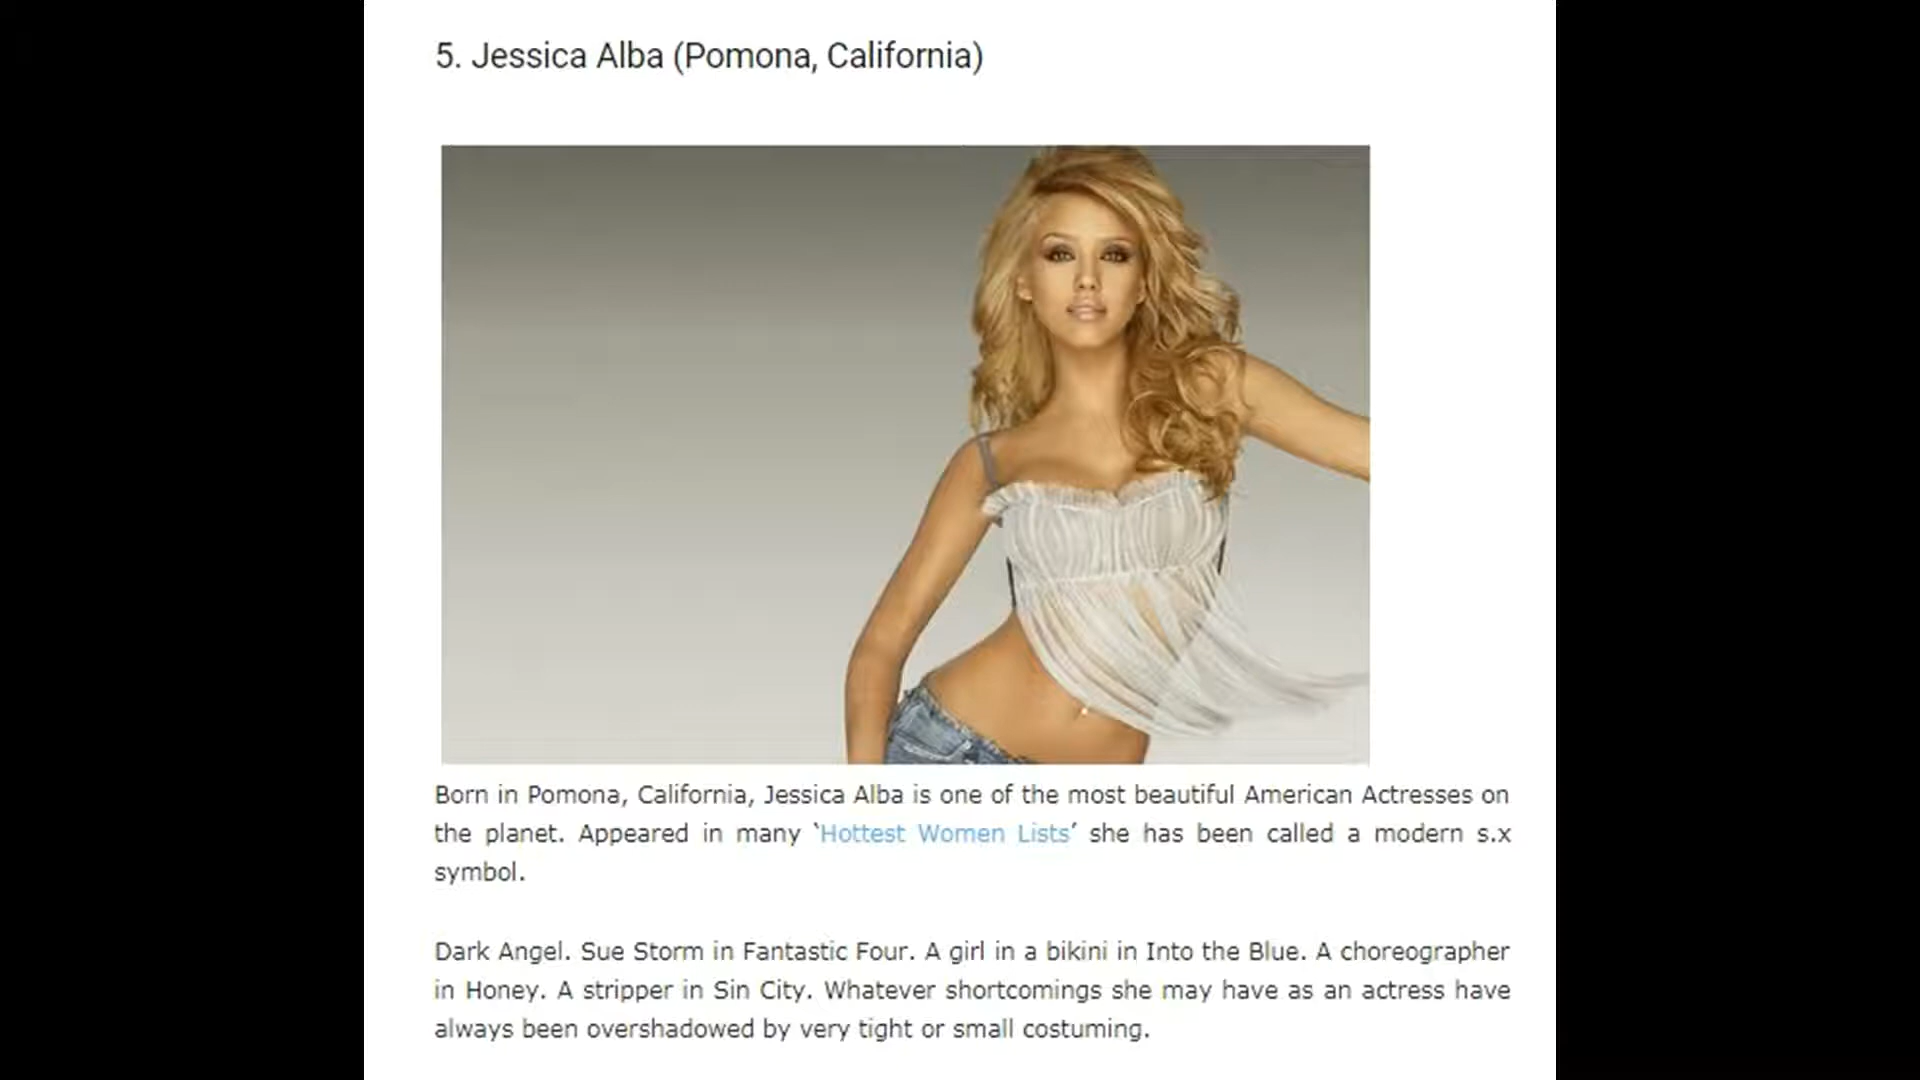 5. Jessica Alba (Pomona, California)
Born in Pomona, California, Jessica Alba is one of the most beautiful American Actresses on
the planet. Appeared in many ‘Hottest Women Lists’ she has been called a modern s.x
symbol.
Dark Angel. Sue Storm in Fantastic Four. A girl in a bikini in Into the Blue. A choreographer
in Honey. A stripper in Sin City. Whatever shortcomings she may have as an actress have
always been overshadowed by very tight or small costuming.